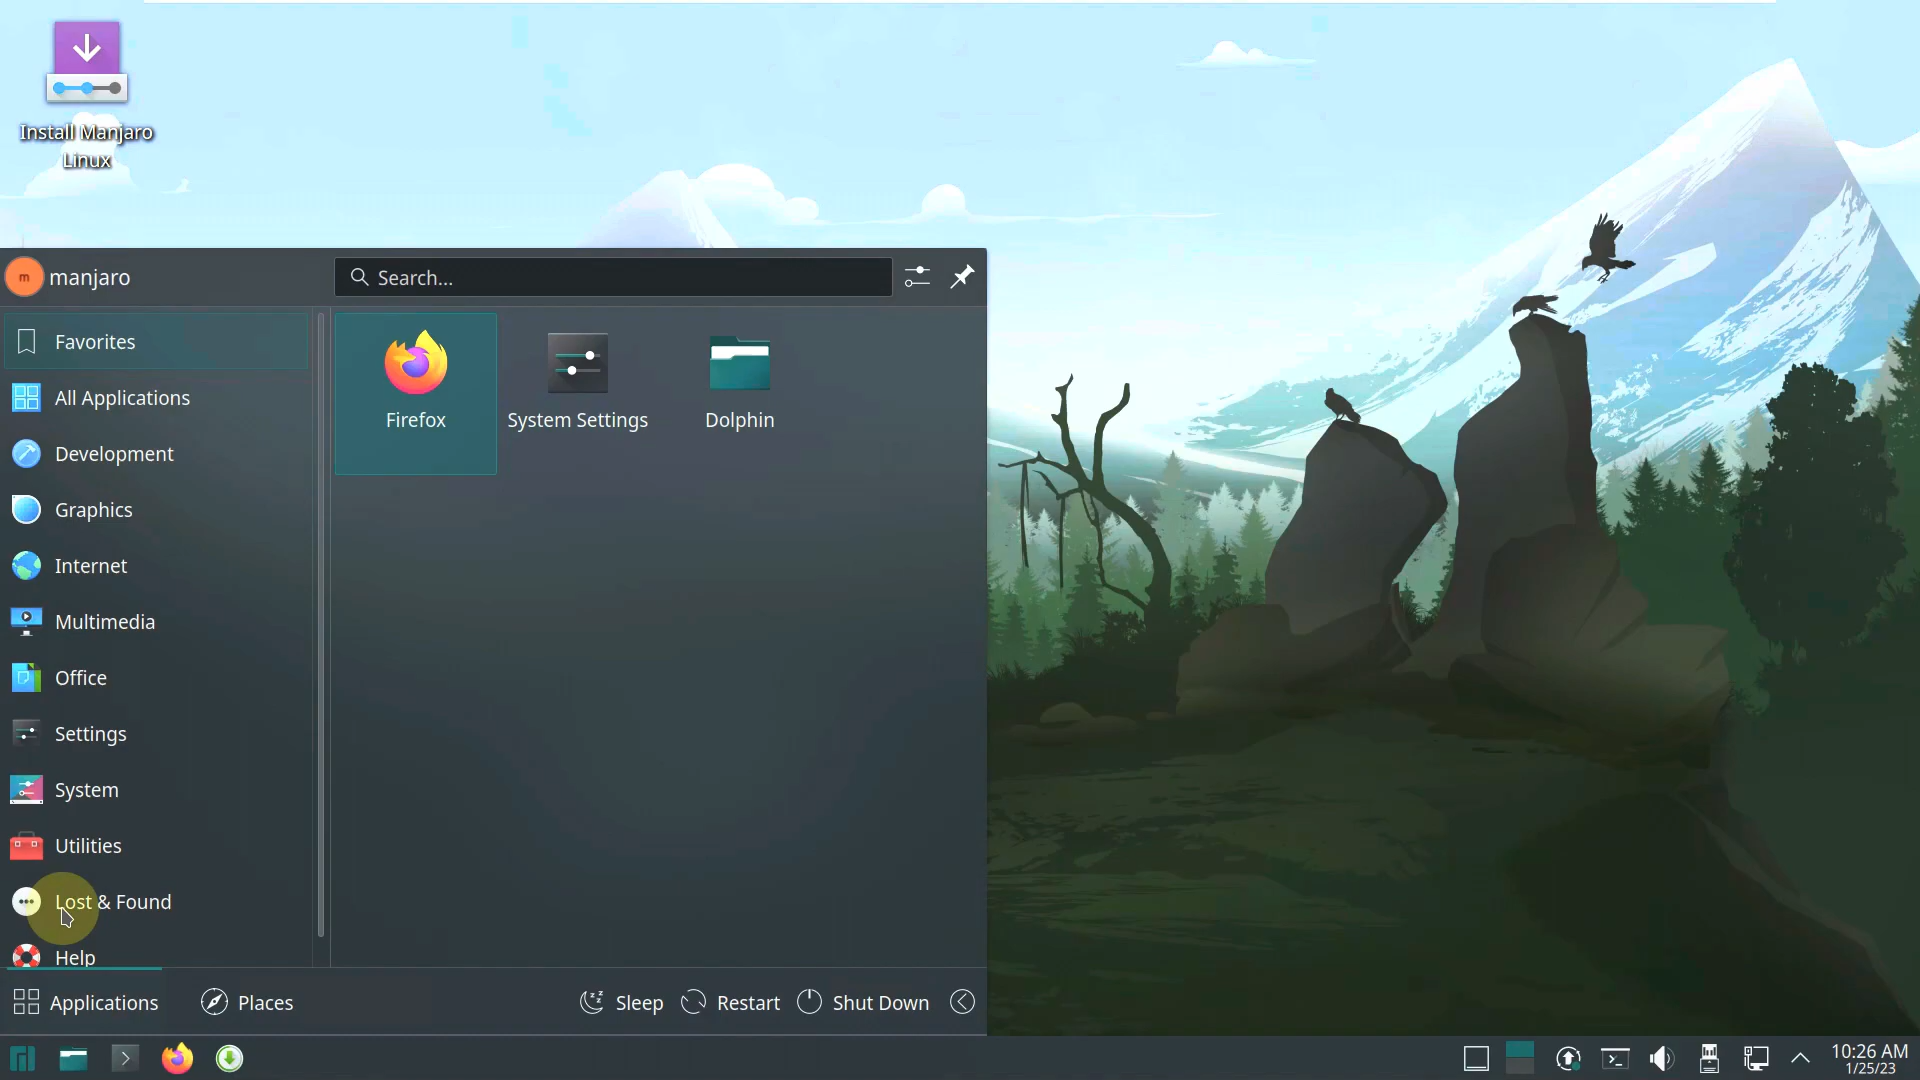 Install Manjaro
Linux
m
manjaro
Search...
Favorites
All Applications
Development
Graphics
Internet
Multimedia
Office
Settings
System
Utilities
Lost & Found
Help
Firefox
System Settings
Dolphin
Applications
Places
Sleep
Restart
Shut Down
10:26 AM
1/25/23